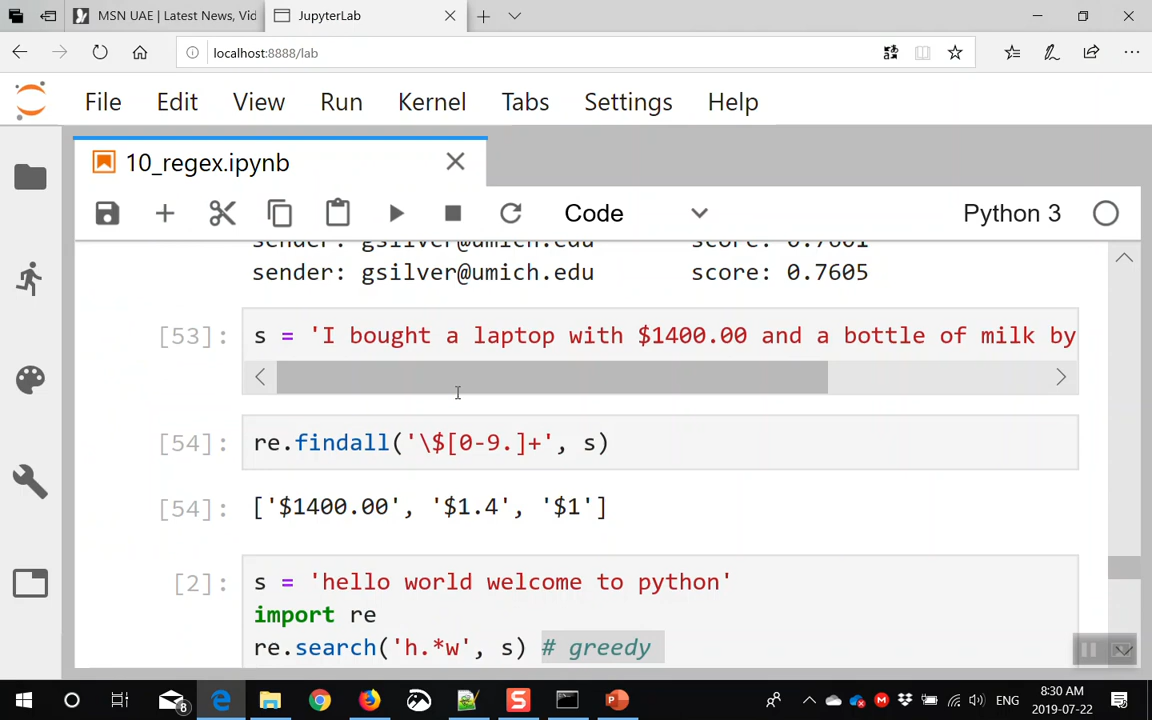 MSN UAE | Latest News, Vid
JupyterLab
localhost:8888/lab
File Edit View Run Kernel Tabs Settings Help
10_regex.ipynb
Code
Python 3
sender: gsilver@umich.edu score: 0.7601
sender: gsilver@umich.edu score: 0.7605
[53]: s = 'I bought a laptop with $1400.00 and a bottle of milk by
[54]: re.findall('\$[0-9.]+', s)
[54]: ['$1400.00', '$1.4', '$1']
[2]: s = 'hello world welcome to python'
import re
re.search('h.*w', s) # greedy
8
ENG
8:30 AM
2019-07-22